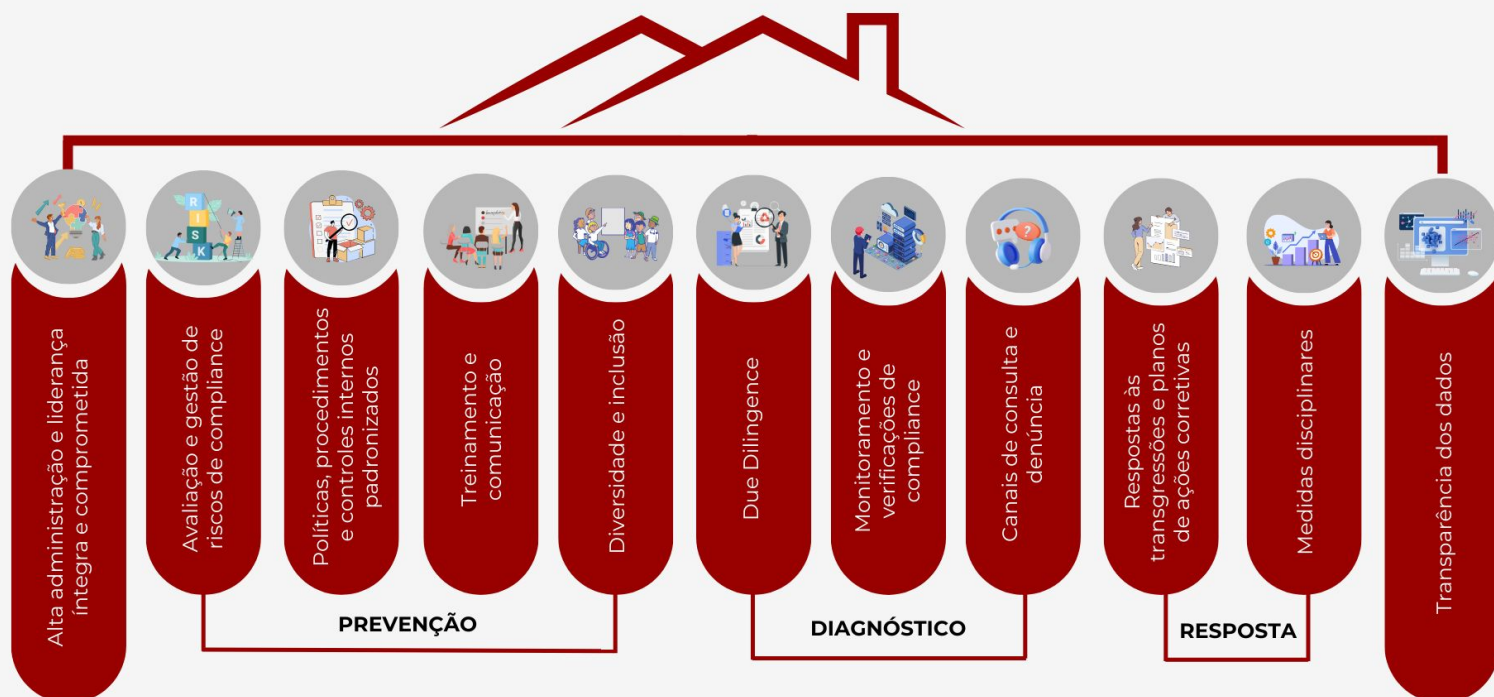 Alta administração e liderança
íntegra e comprometida
RISK
Avaliação e gestão de
riscos de compliance
Políticas, procedimentos
e controles internos
padronizados
Treinamento e
comunicação
Diversidade e inclusão
Due Dilingence
Monitoramento e
verificações de
compliance
Canais de consulta e
denúncia
?
Respostas às
transgressões e planos
de ações corretivas
Medidas disciplinares
Transparência dos dados
PREVENÇÃO
DIAGNÓSTICO
RESPOSTA